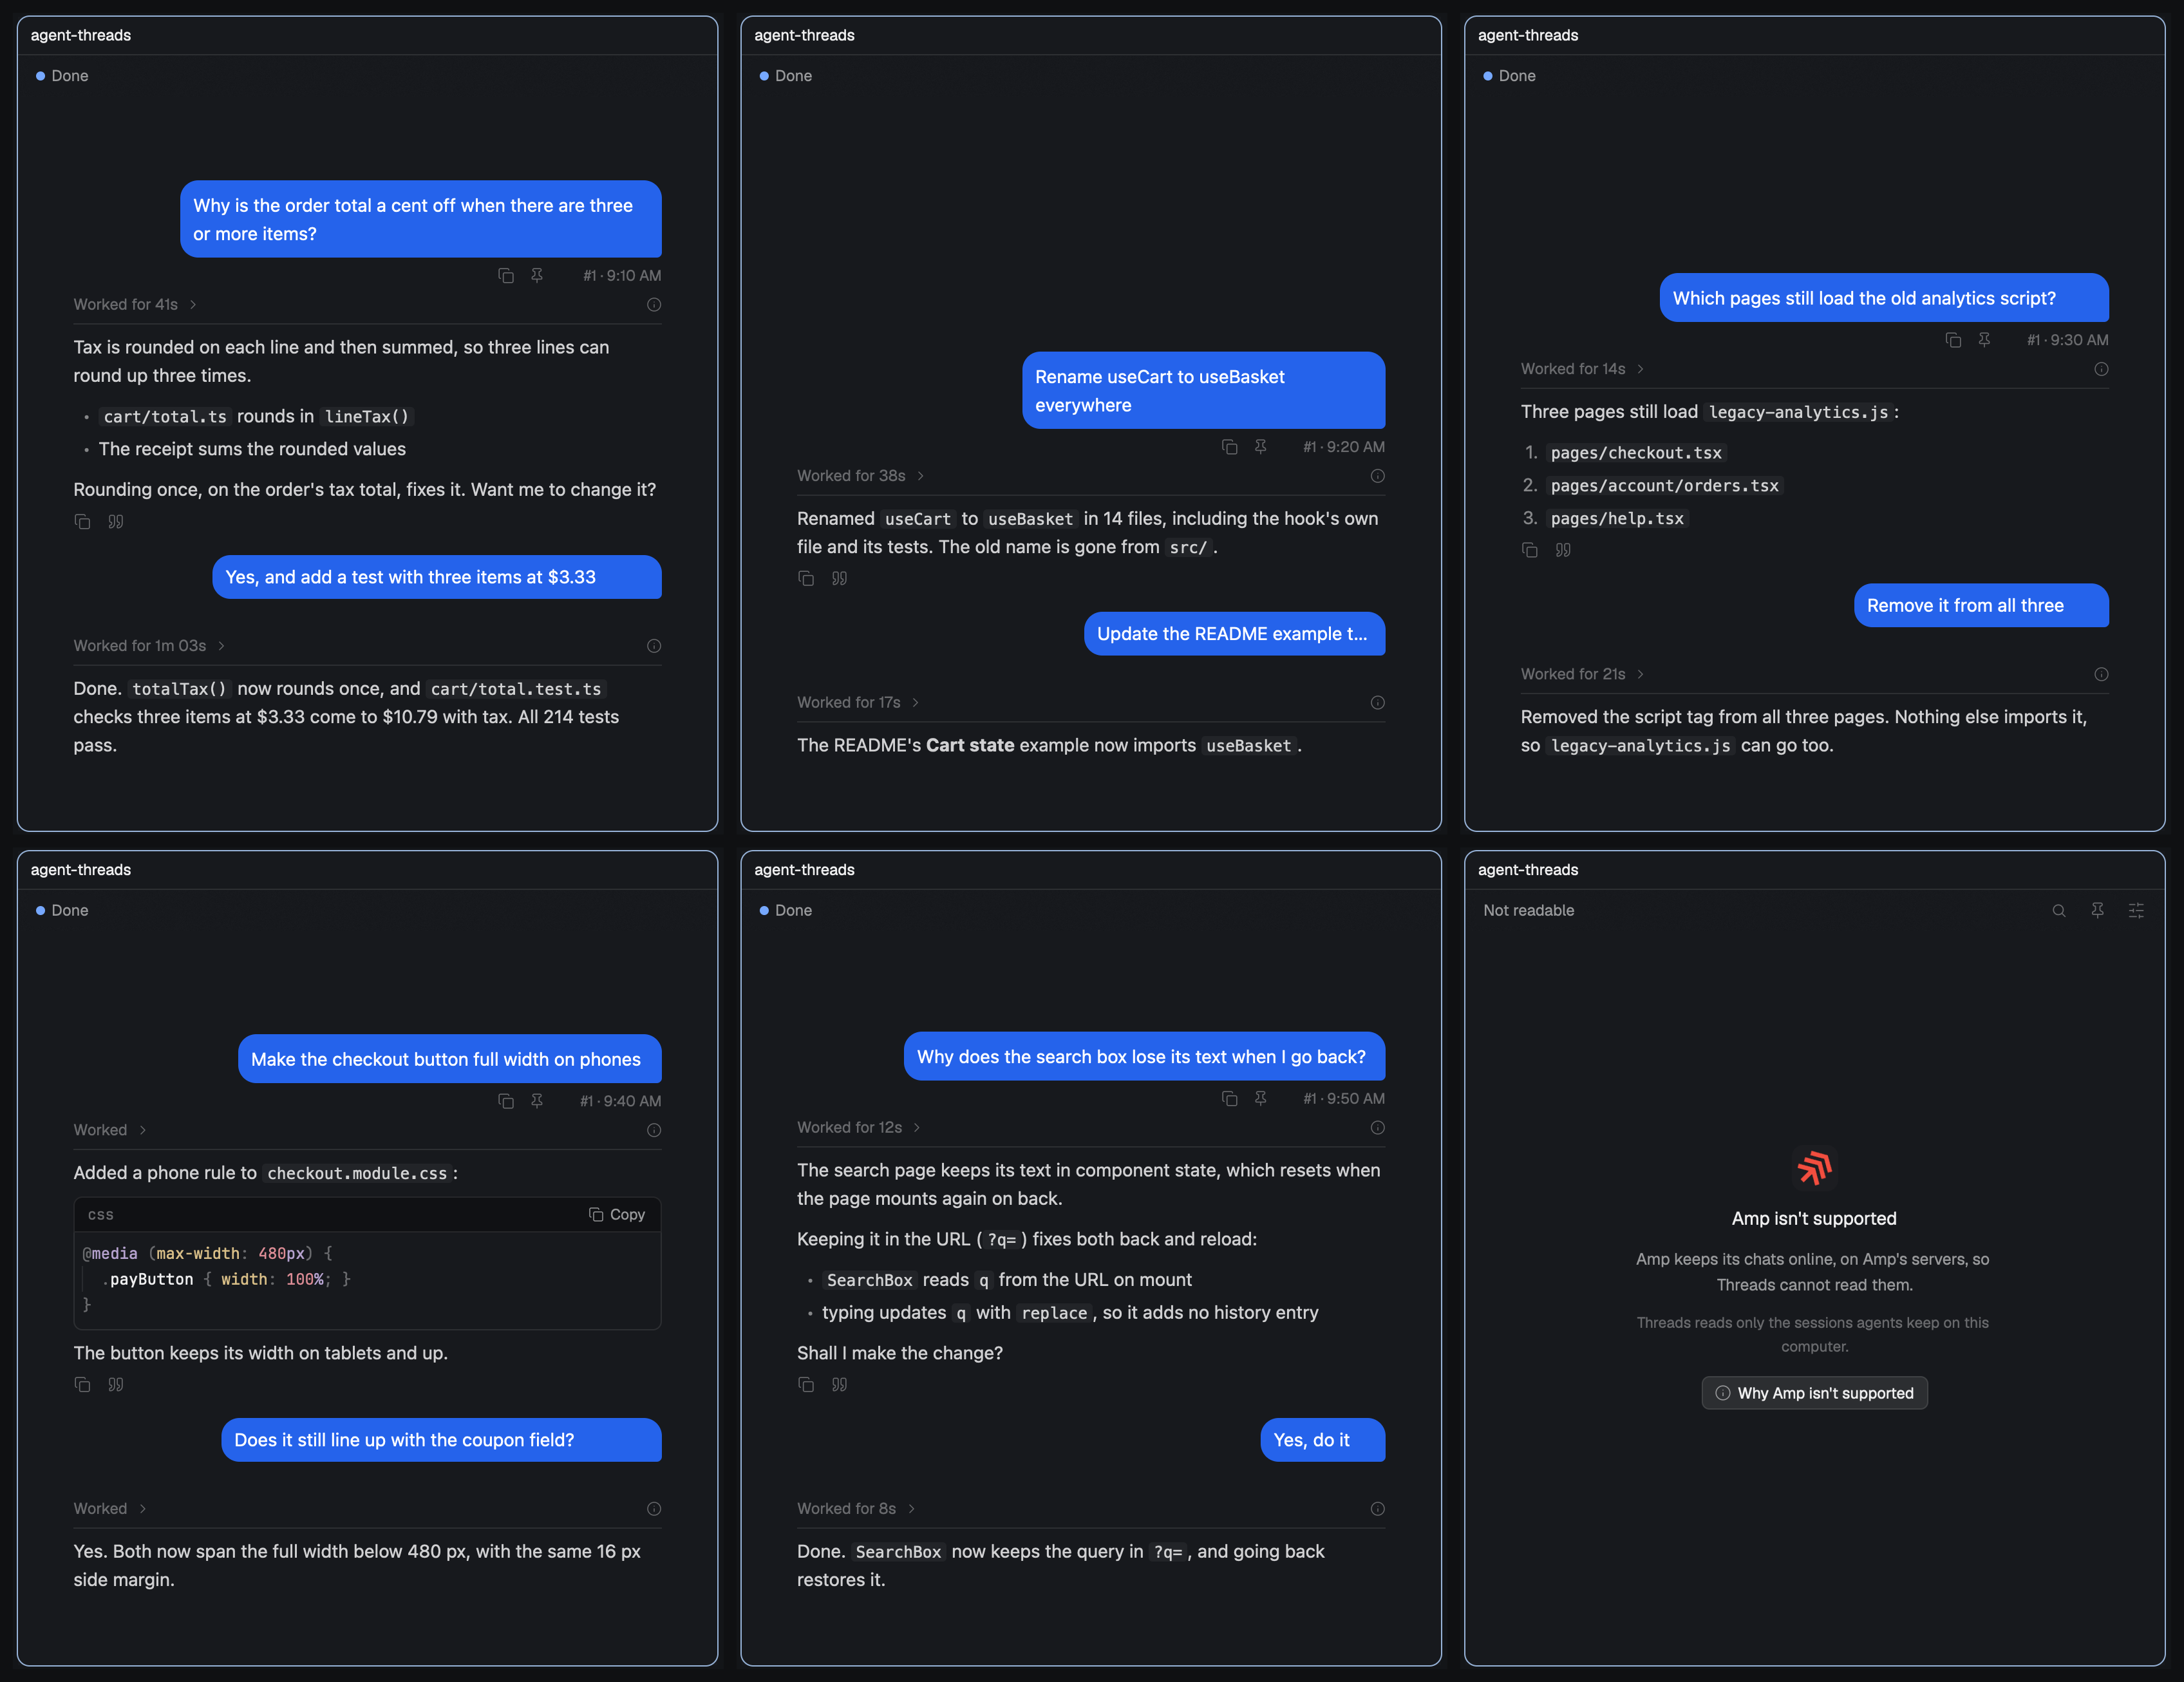 agent-threads
Done
Why is the order total a cent off when there are three
or more items?
#1 · 9:10 AM
Worked for 41s
Tax is rounded on each line and then summed, so three lines can
round up three times.
• cart/total.ts rounds in lineTax()
• The receipt sums the rounded values
Rounding once, on the order's tax total, fixes it. Want me to change it?
Yes, and add a test with three items at $3.33
Worked for 1m 03s
Done. totalTax() now rounds once, and cart/total.test.ts
checks three items at $3.33 come to $10.79 with tax. All 214 tests
pass.
agent-threads
Done
Rename useCart to useBasket
everywhere
#1 · 9:20 AM
Worked for 38s
Renamed useCart to useBasket in 14 files, including the hook's own
file and its tests. The old name is gone from src/.
Update the README example t...
Worked for 17s
The README's Cart state example now imports useBasket.
agent-threads
Done
Which pages still load the old analytics script?
#1 · 9:30 AM
Worked for 14s
Three pages still load legacy-analytics.js:
1. pages/checkout.tsx
2. pages/account/orders.tsx
3. pages/help.tsx
Remove it from all three
Worked for 21s
Removed the script tag from all three pages. Nothing else imports it,
so legacy-analytics.js can go too.
agent-threads
Done
Make the checkout button full width on phones
#1 · 9:40 AM
Worked
Added a phone rule to checkout.module.css:
css
Copy
@media (max-width: 480px) {
.payButton { width: 100%; }
}
The button keeps its width on tablets and up.
Does it still line up with the coupon field?
Worked
Yes. Both now span the full width below 480 px, with the same 16 px
side margin.
agent-threads
Done
Why does the search box lose its text when I go back?
#1 · 9:50 AM
Worked for 12s
The search page keeps its text in component state, which resets when
the page mounts again on back.
Keeping it in the URL (?q=) fixes both back and reload:
• SearchBox reads q from the URL on mount
• typing updates q with replace, so it adds no history entry
Shall I make the change?
Yes, do it
Worked for 8s
Done. SearchBox now keeps the query in ?q=, and going back
restores it.
agent-threads
Not readable
Amp isn't supported
Amp keeps its chats online, on Amp's servers, so
Threads cannot read them.
Threads reads only the sessions agents keep on this
computer.
Why Amp isn't supported